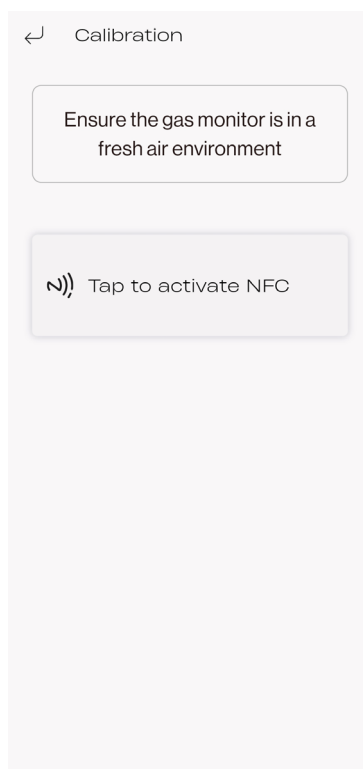 Calibration
Ensure the gas monitor is in a
fresh air environment
Tap to activate NFC